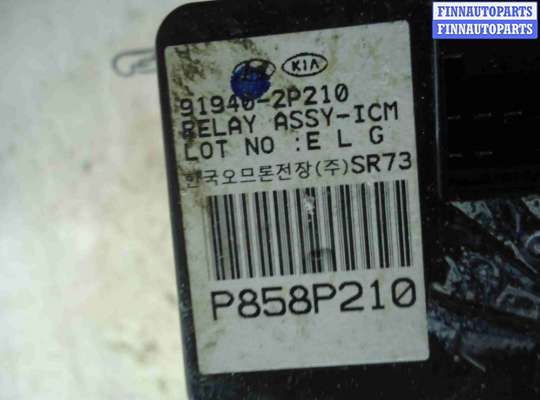 FINNAUTOPARTS
FINNAUTOPARTS
KIA
91940-2P210
RELAY ASSY-ICM
LOT NO :E L G
한국오므론전장(주)SR73
P858P210